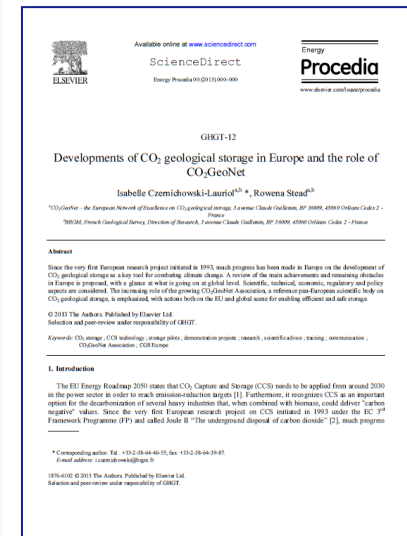 Available online at www.sciencedirect.com
ScienceDirect
Energy Procedia 00 (2013) 000–000
ELSEVIER
Energy
Procedia
www.elsevier.com/locate/procedia
GHGT-12
Developments of CO2 geological storage in Europe and the role of
CO2GeoNet
Isabelle Czernichowski-Lauriol a,b *, Rowena Stead a,b
a CO2GeoNet – the European Network of Excellence on CO2 geological storage, 3 avenue Claude Guillemin, BP 36009, 45060 Orléans Codex 2 -
France
b BRGM, French Geological Survey, Direction of Research, 3 avenue Claude Guillemin, BP 36009, 45060 Orléans Codex 2 – France
Abstract
Since the very first European research project initiated in 1993, much progress has been made in Europe on the development of
CO2 geological storage as a key tool for combating climate change. A review of the main achievements and remaining obstacles
in Europe is proposed, with a glance at what is going on at global level. Scientific, technical, economic, regulatory and policy
aspects are considered. The increasing role of the growing CO2GeoNet Association, a reference pan-European scientific body on
CO2 geological storage, is emphasized, with actions both on the EU and global scene for enabling efficient and safe storage.
© 2013 The Authors. Published by Elsevier Ltd.
Selection and peer-review under responsibility of GHGT.
Keywords: CO2 storage ; CCS technology ; storage pilots ; demonstration projects ; research ; scientific advice ; training ; communication ;
CO2GeoNet Association ; CGS Europe
1. Introduction
The EU Energy Roadmap 2050 states that CO2 Capture and Storage (CCS) needs to be applied from around 2030
in the power sector in order to reach emission-reduction targets [1]. Furthermore, it recognizes CCS as an important
option for the decarbonization of several heavy industries that, when combined with biomass, could deliver "carbon
negative" values. Since the very first European research project on CCS initiated in 1993 under the EC 3rd
Framework Programme (FP) and called Joule II "The underground disposal of carbon dioxide" [2], much progress
* Corresponding author. Tel.: +33-2-38-64-46-55; fax: +33-2-38-64-39-87.
E-mail address: i.czernichowski@brgm.fr
1876-6102 © 2013 The Authors. Published by Elsevier Ltd.
Selection and peer-review under responsibility of GHGT.